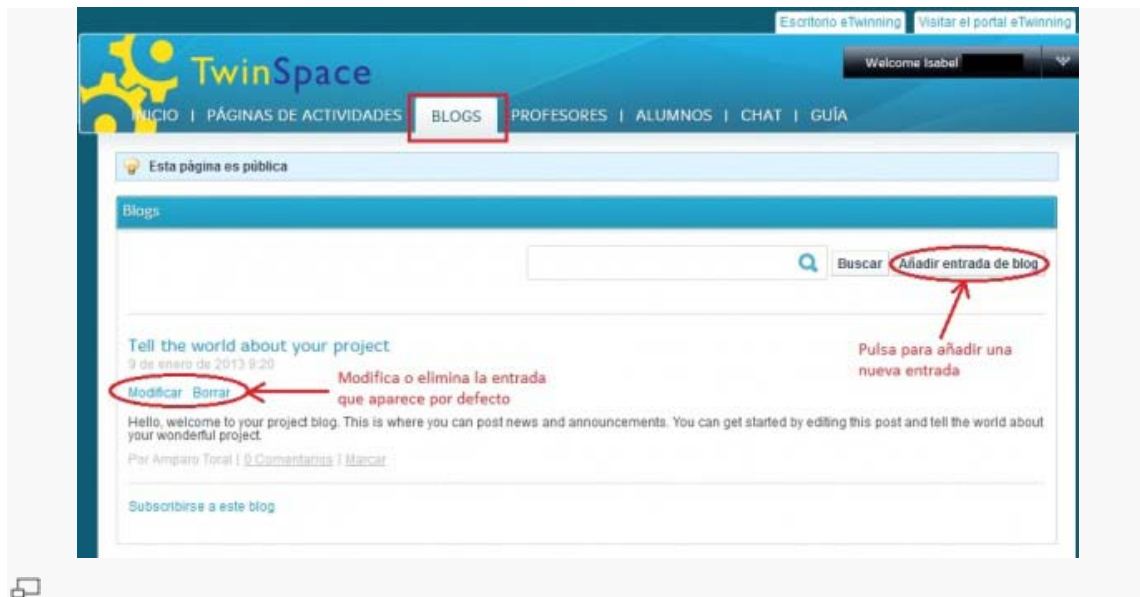 Escritorio eTwinning Visitar el portal eTwinning
TwinSpace
Welcome Isabel
INICIO | PÁGINAS DE ACTIVIDADES BLOGS PROFESORES | ALUMNOS | CHAT | GUÍA
Esta página es pública
Blogs
Buscar Añadir entrada de blog
Tell the world about your project
9 de enero de 2013 9:20
Pulsa para añadir una
nueva entrada
Modificar Borrar
Modifica o elimina la entrada
que aparece por defecto
Hello, welcome to your project blog. This is where you can post news and announcements. You can get started by editing this post and tell the world about
your wonderful project.
Por Amparo Toral | 0 Comentarios | Marcar
Subscribirse a este blog